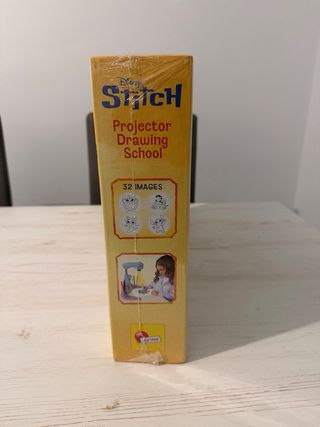 Disney
STITCH
Projector
Drawing
School
32 IMAGES